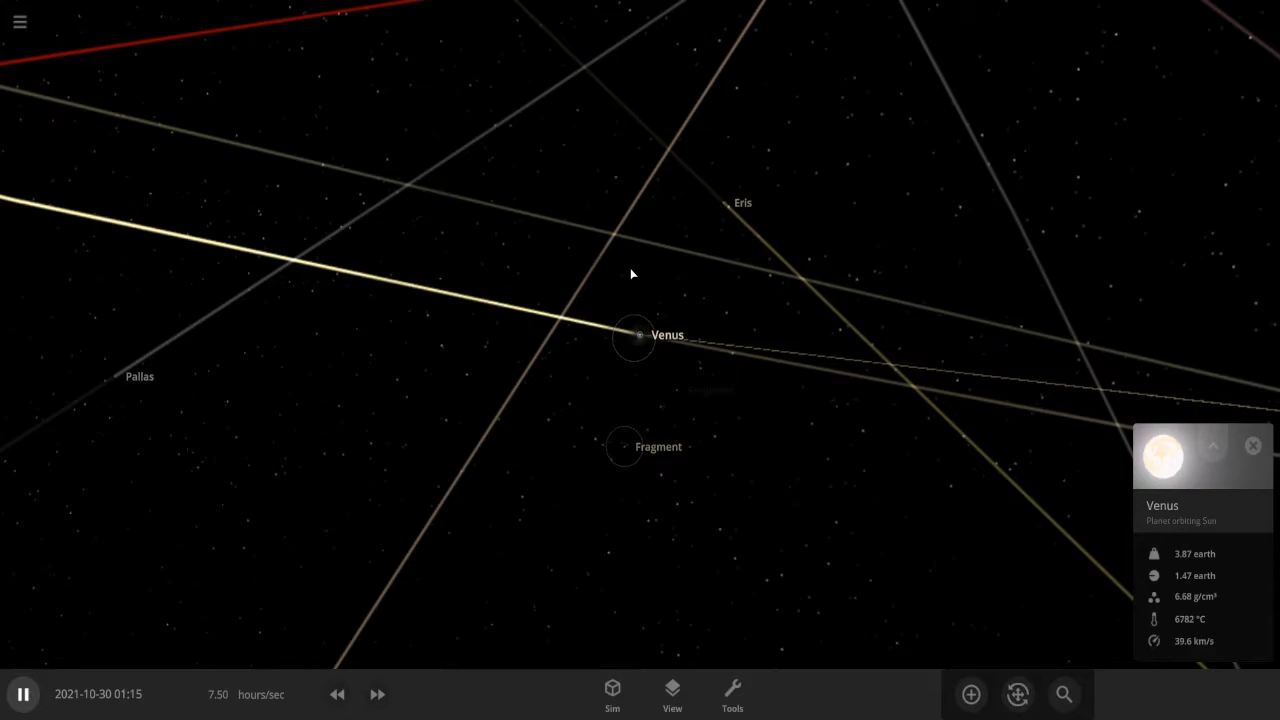 Eris
Venus
Pallas
Fragment
Venus
Planet orbiting Sun
3.87 earth
1.47 earth
6.68 g/cm³
6782 °C
39.6 km/s
2021-10-30 01:15
7.50 hours/sec
Sim
View
Tools